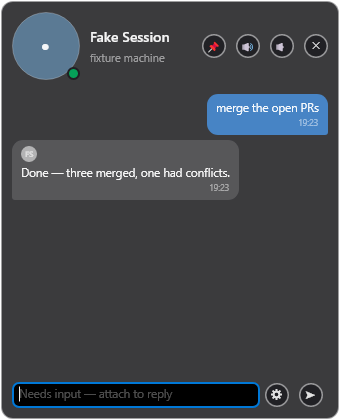 Fake Session
fixture machine
merge the open PRs
19:23
PS
Done — three merged, one had conflicts.
19:23
Needs input — attach to reply